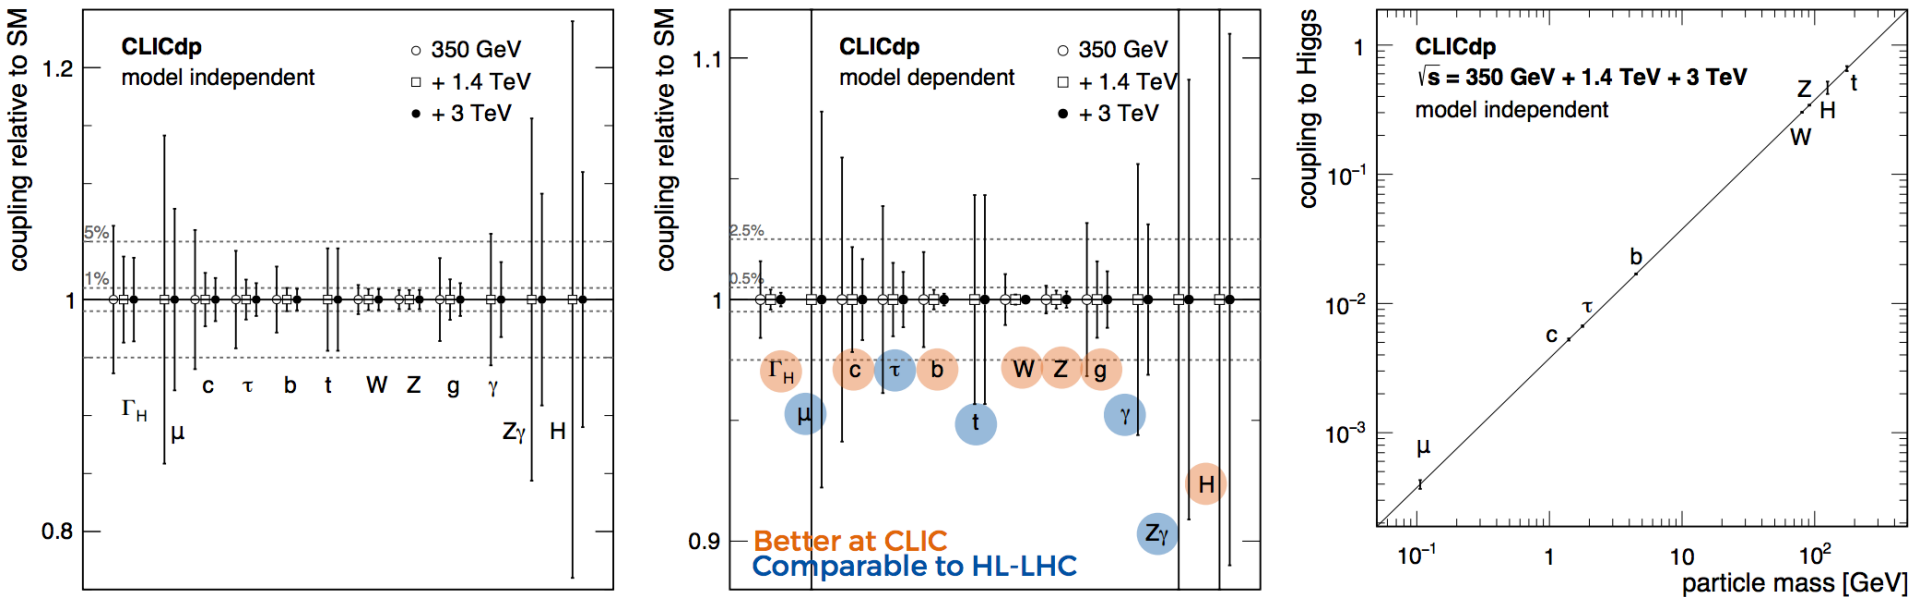 coupling relative to SM
1.2
1
0.8
CLICdp
model independent
350 GeV
+ 1.4 TeV
+ 3 TeV
5%
1%
Γ_H
μ
c
τ
b
t
W
Z
g
γ
Zγ
H
coupling relative to SM
1.1
1
0.9
CLICdp
model dependent
350 GeV
+ 1.4 TeV
+ 3 TeV
2.5%
0.5%
Γ_H
μ
c
τ
b
t
W
Z
g
γ
Zγ
H
Better at CLIC
Comparable to HL-LHC
coupling to Higgs
1
10⁻¹
10⁻²
10⁻³
CLICdp
√s = 350 GeV + 1.4 TeV + 3 TeV
model independent
μ
c
τ
b
W
Z
H
t
10⁻¹
1
10
10²
particle mass [GeV]